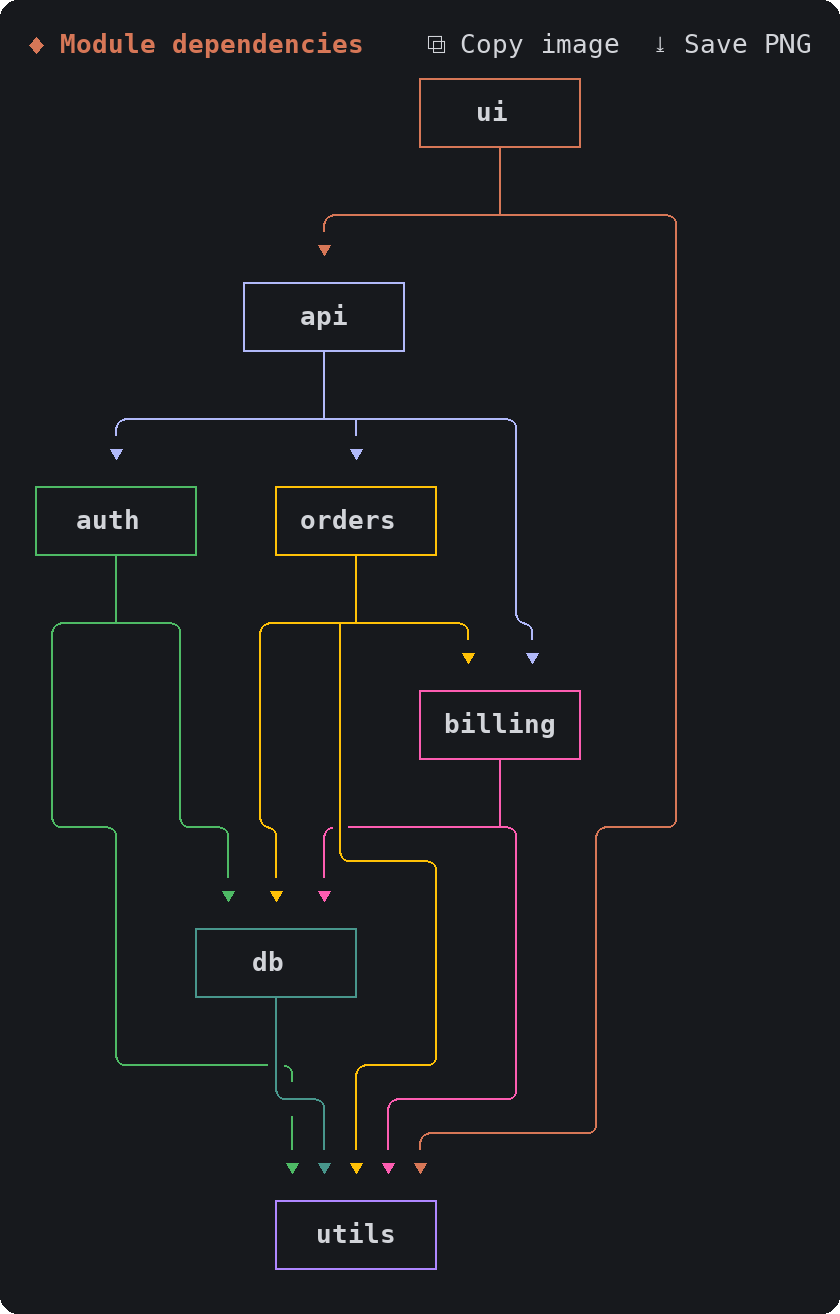 ◆ Module dependencies ⧉ Copy image ⤓ Save PNG
ui
api
auth orders
billing
db
utils